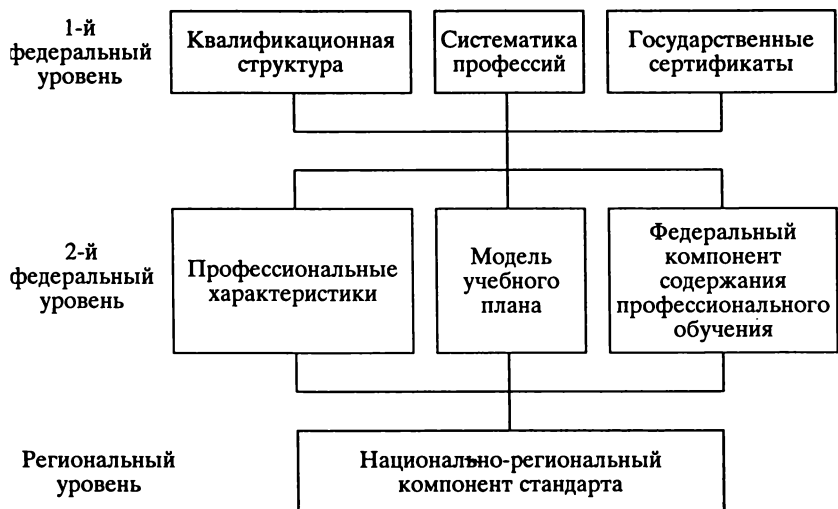 1-й
федеральный
уровень
Квалификационная
структура
Систематика
профессий
Государственные
сертификаты
2-й
федеральный
уровень
Профессиональные
характеристики
Модель
учебного
плана
Федеральный
компонент
содержания
профессионального
обучения
Региональный
уровень
Национально-региональный
компонент стандарта